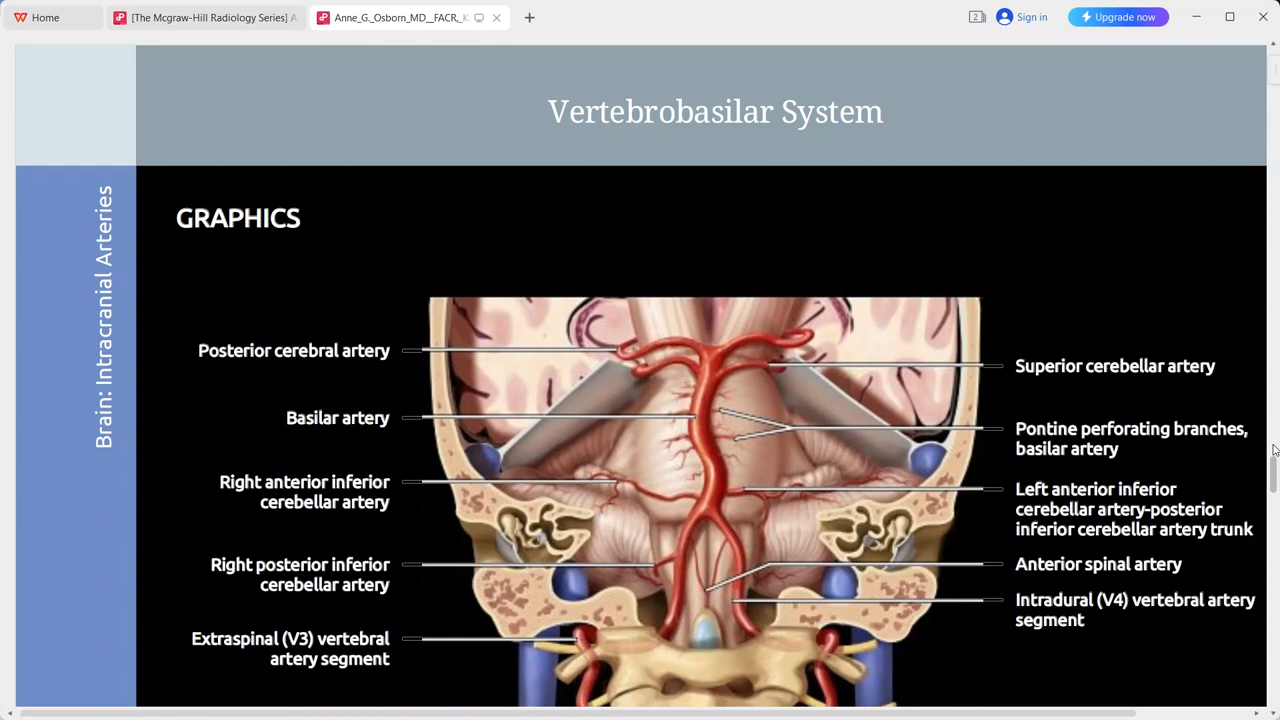 Home
[The Mcgraw-Hill Radiology Series] A
Anne_G._Osborn_MD__FACR,_K
2
Sign in
Upgrade now
Vertebrobasilar System
Brain: Intracranial Arteries
GRAPHICS
Posterior cerebral artery
Basilar artery
Right anterior inferior
cerebellar artery
Right posterior inferior
cerebellar artery
Extraspinal (V3) vertebral
artery segment
Superior cerebellar artery
Pontine perforating branches,
basilar artery
Left anterior inferior
cerebellar artery-posterior
inferior cerebellar artery trunk
Anterior spinal artery
Intradural (V4) vertebral artery
segment